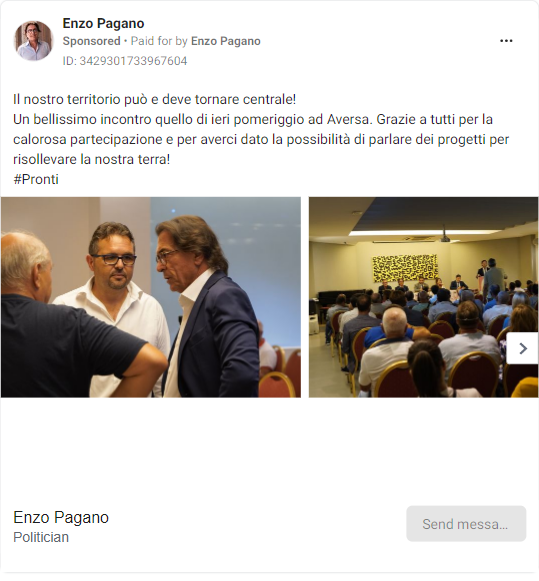 Enzo Pagano
Sponsored • Paid for by Enzo Pagano
ID: 3429301733967604
Il nostro territorio può e deve tornare centrale!
Un bellissimo incontro quello di ieri pomeriggio ad Aversa. Grazie a tutti per la
calorosa partecipazione e per averci dato la possibilità di parlare dei progetti per
risollevare la nostra terra!
#Pronti
Enzo Pagano
Politician
Send messa...